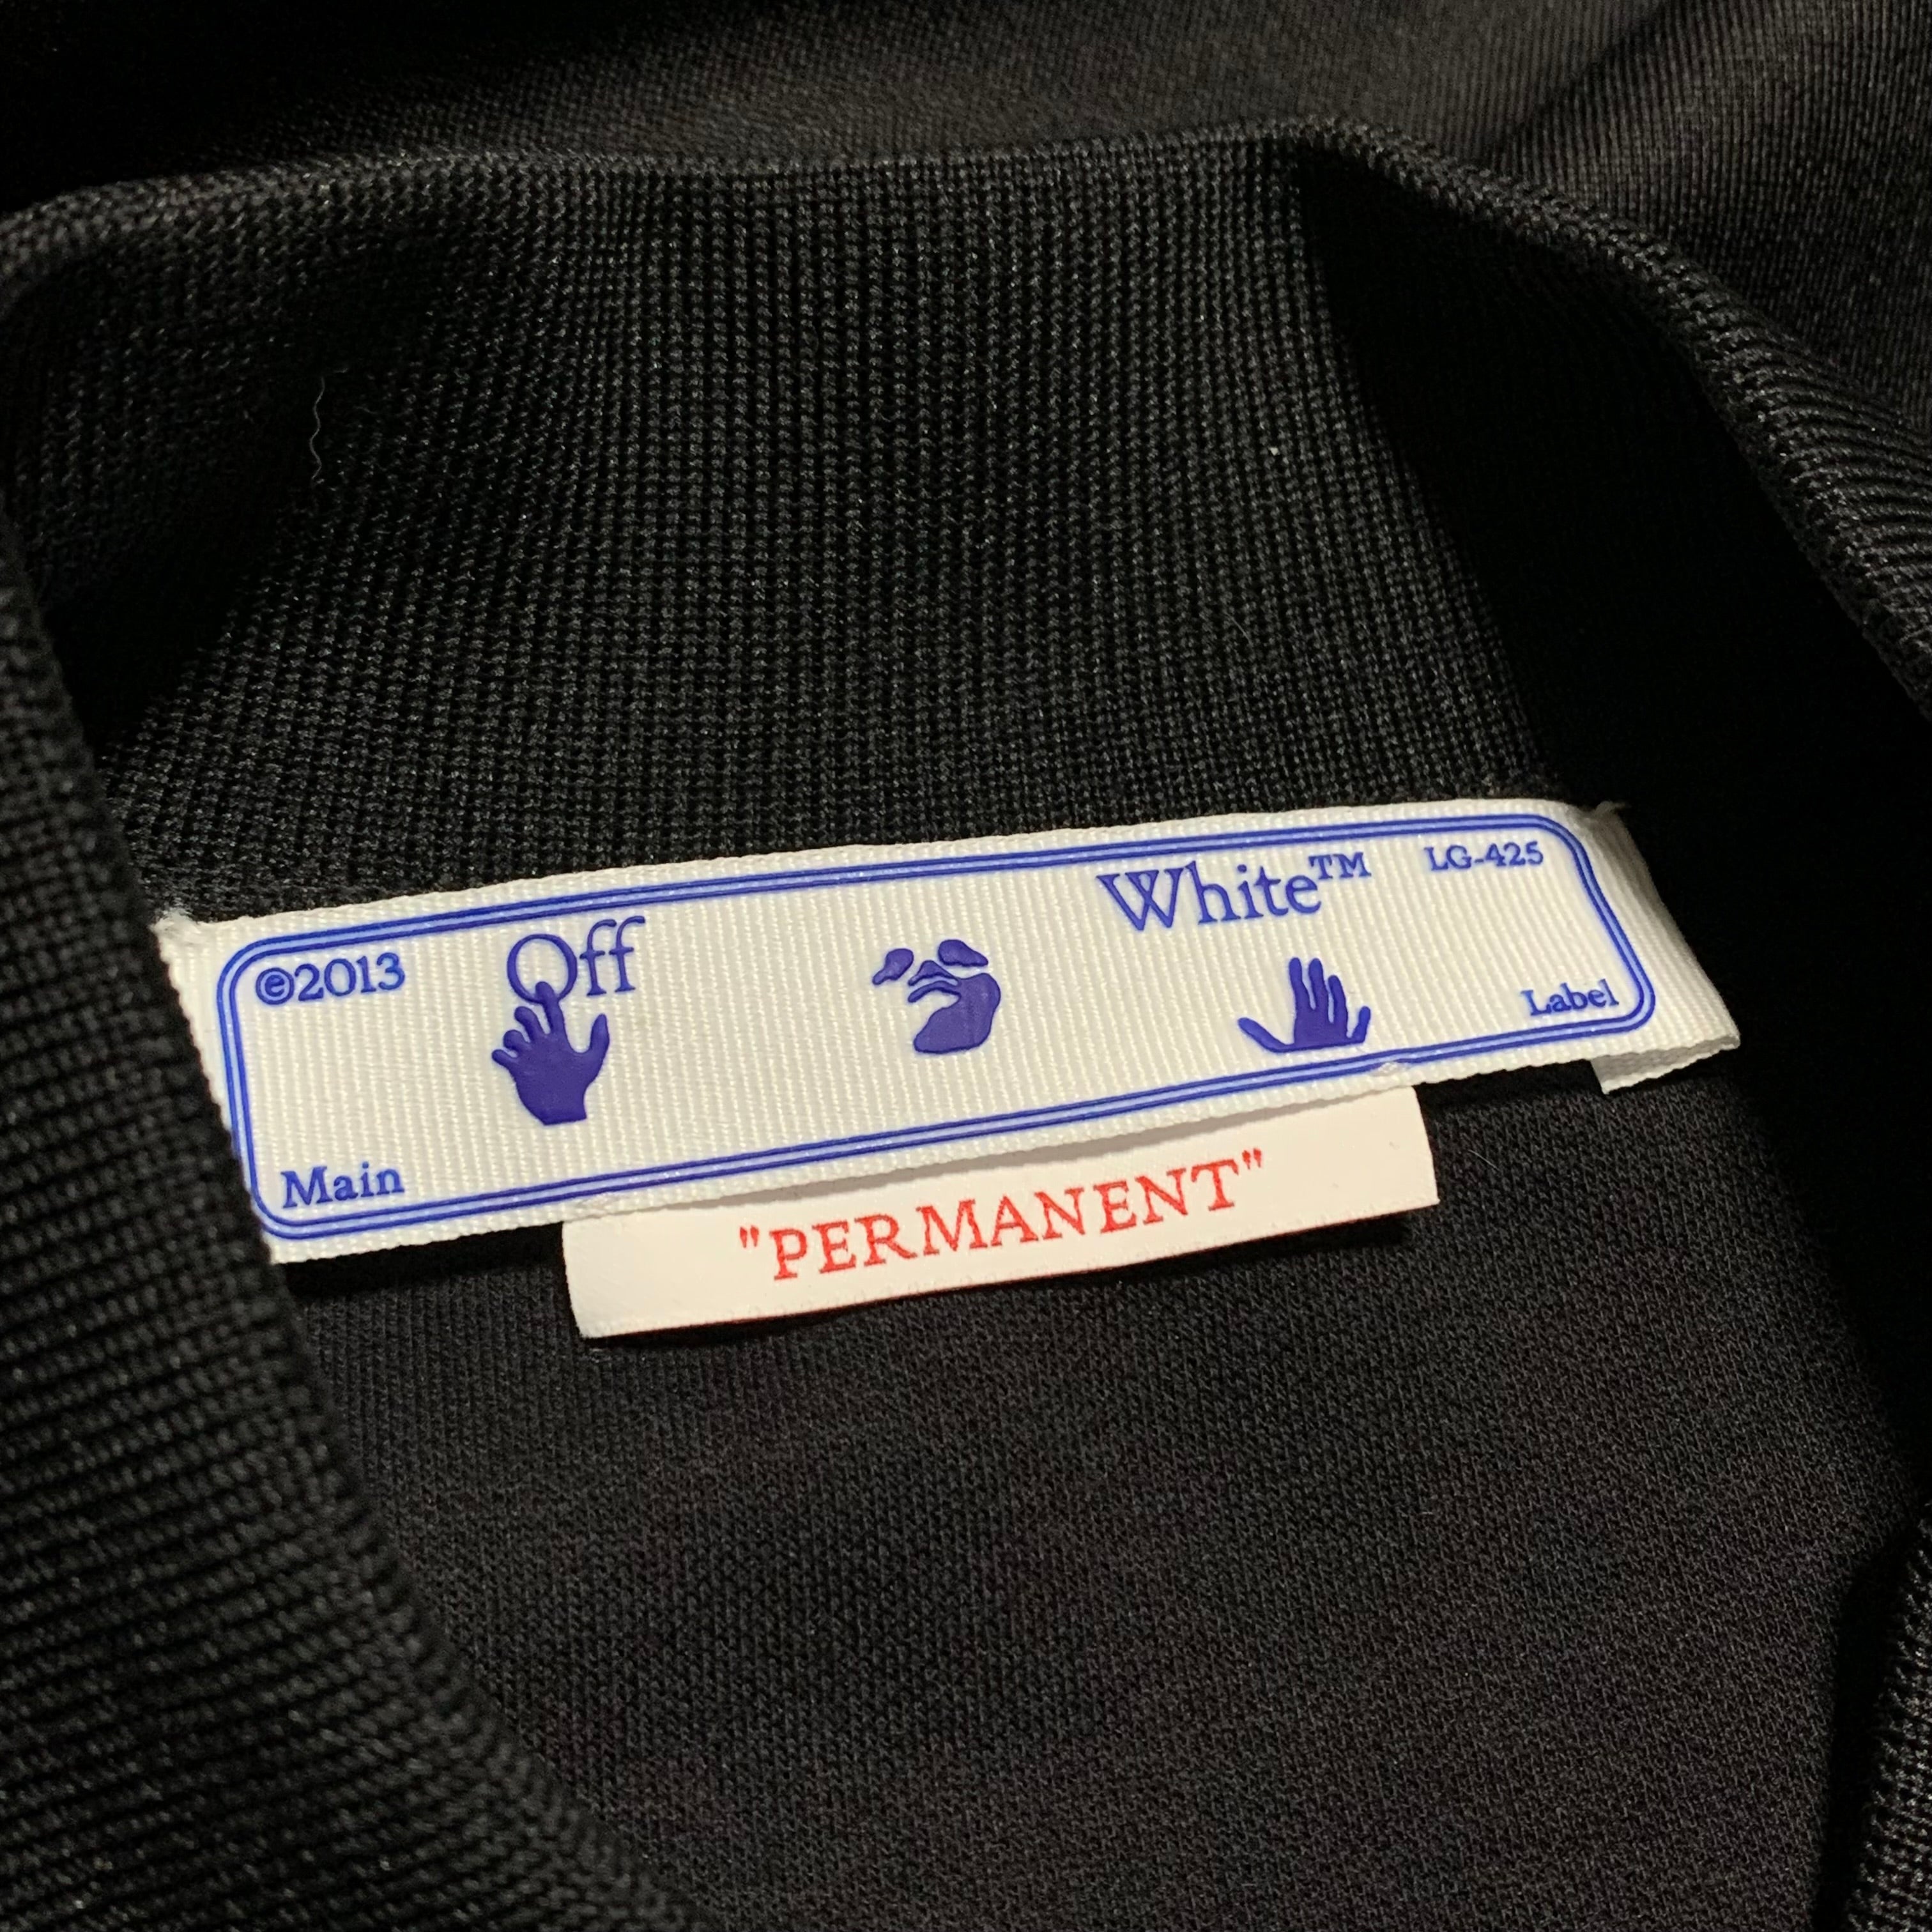 ©2013
Off
White™
LG-425
Main
Label
"PERMANENT"